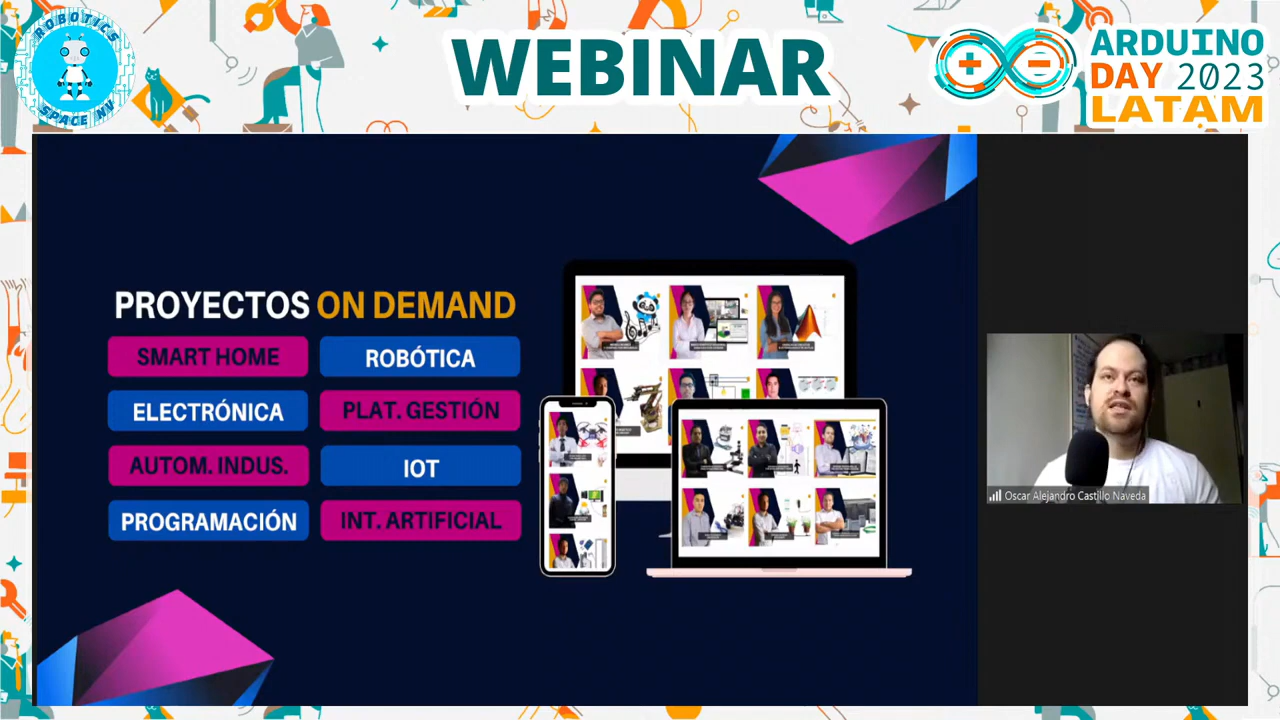 ROBOTICS
SPACE NV
WEBINAR
ARDUINO
DAY 2023
LATAM
PROYECTOS ON DEMAND
SMART HOME
ROBÓTICA
ELECTRÓNICA
PLAT. GESTIÓN
AUTOM. INDUS.
IOT
PROGRAMACIÓN
INT. ARTIFICIAL
Oscar Alejandro Castillo Naveda